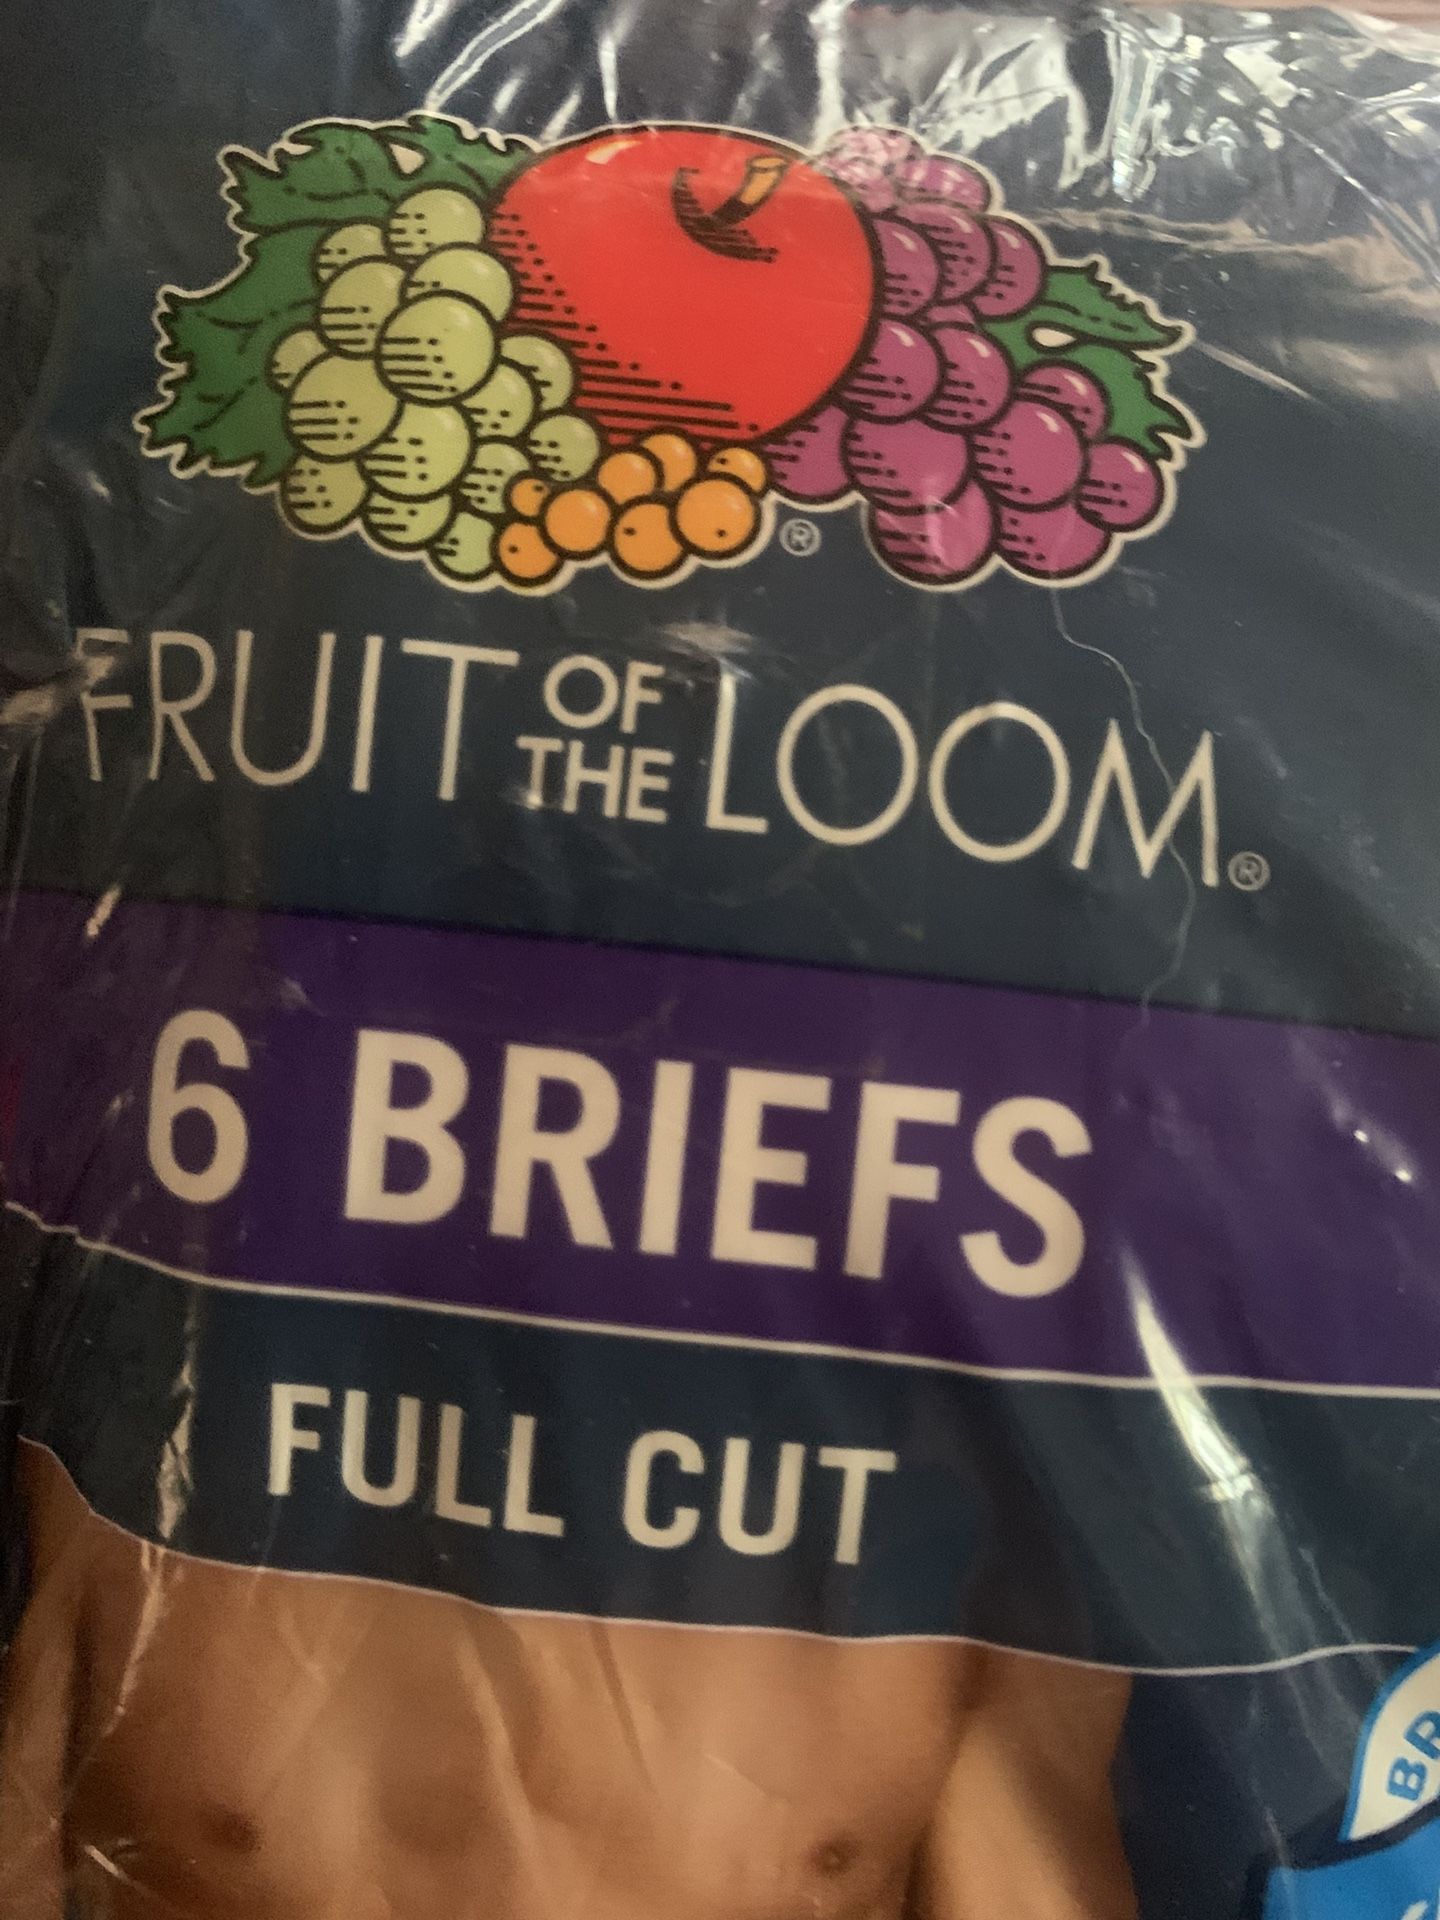 ®
FRUIT OF THE LOOM®
6 BRIEFS
FULL CUT